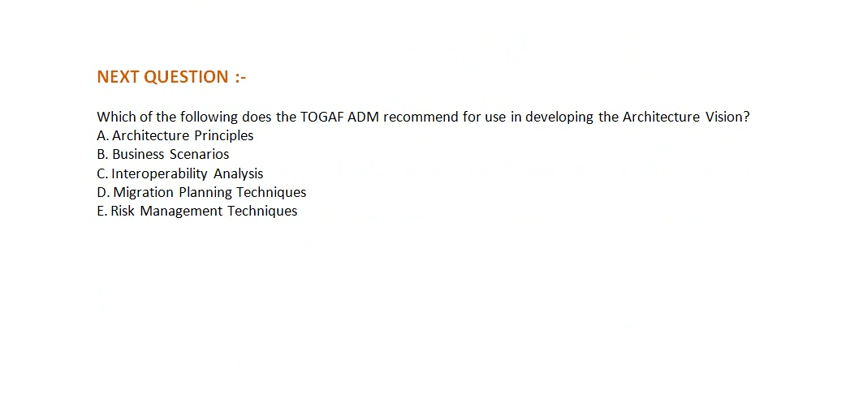 NEXT QUESTION :-
Which of the following does the TOGAF ADM recommend for use in developing the Architecture Vision?
A. Architecture Principles
B. Business Scenarios
C. Interoperability Analysis
D. Migration Planning Techniques
E. Risk Management Techniques